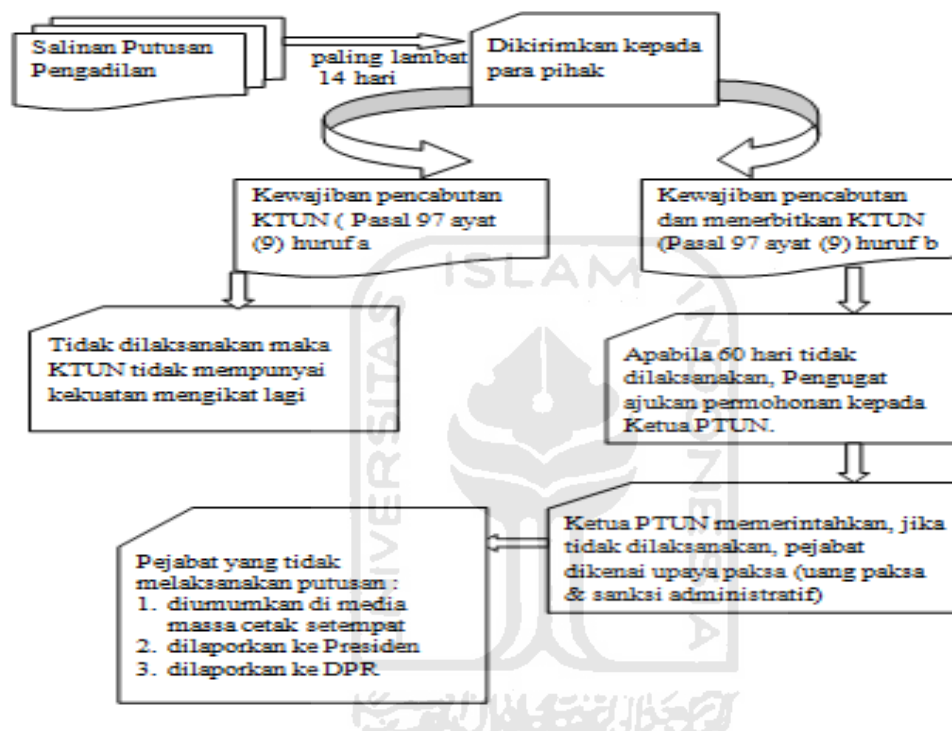 Salinan Putusan
Pengadilan
paling lambat
14 hari
Dikirimkan kepada
para pihak
Kewajiban pencabutan
KTUN ( Pasal 97 ayat
(9) huruf a
Kewajiban pencabutan
dan menerbitkan KTUN
(Pasal 97 ayat (9) huruf b
Tidak dilaksanakan maka
KTUN tidak mempunyai
kekuatan mengikat lagi
Apabila 60 hari tidak
dilaksanakan, Pengugat
ajukan permohonan kepada
Ketua PTUN.
Ketua PTUN memerintahkan, jika
tidak dilaksanakan, pejabat
dikenai upaya paksa (uang paksa
& sanksi administratif)
Pejabat yang tidak
melaksanakan putusan :
1. diumumkan di media
massa cetak setempat
2. dilaporkan ke Presiden
3. dilaporkan ke DPR
UNIVERSITAS
ISLAM
INDONESIA